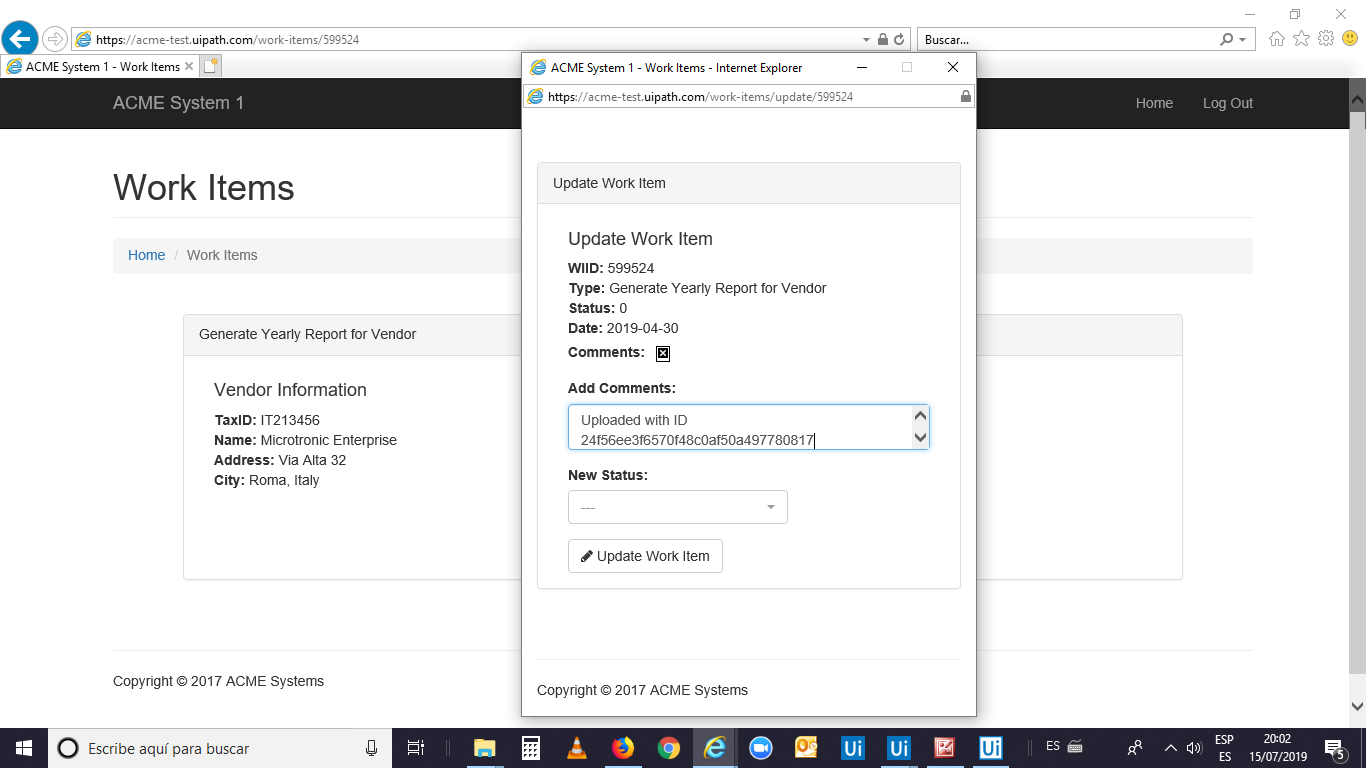 https://acme-test.uipath.com/work-items/599524
Buscar...
ACME System 1 - Work Items
ACME System 1 - Work Items - Internet Explorer
https://acme-test.uipath.com/work-items/update/599524
ACME System 1
Home
Log Out
Work Items
Home / Work Items
Generate Yearly Report for Vendor
Vendor Information
TaxID: IT213456
Name: Microtronic Enterprise
Address: Via Alta 32
City: Roma, Italy
Copyright © 2017 ACME Systems
Update Work Item
Update Work Item
WIID: 599524
Type: Generate Yearly Report for Vendor
Status: 0
Date: 2019-04-30
Comments:
Add Comments:
Uploaded with ID
24f56ee3f6570f48c0af50a497780817
New Status:
---
Update Work Item
Copyright © 2017 ACME Systems
Escribe aquí para buscar
Ui
Ui
Ui
ES
ESP
ES
20:02
15/07/2019
5